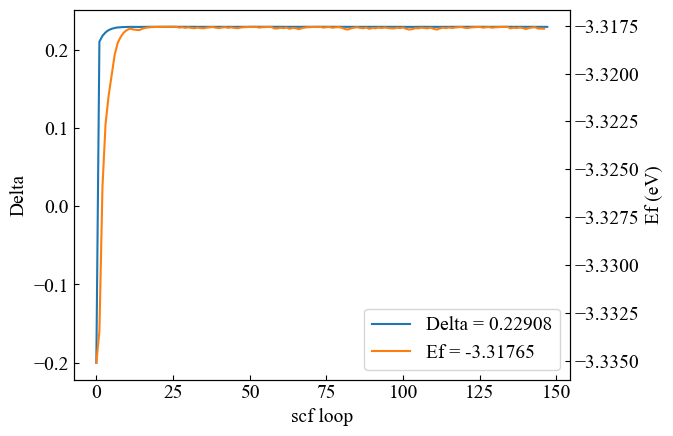 0.2
0.1
0.0
−0.1
−0.2
Delta
−3.3175
−3.3200
−3.3225
−3.3250
−3.3275
−3.3300
−3.3325
−3.3350
Ef (eV)
Delta = 0.22908
Ef = -3.31765
0 25 50 75 100 125 150
scf loop